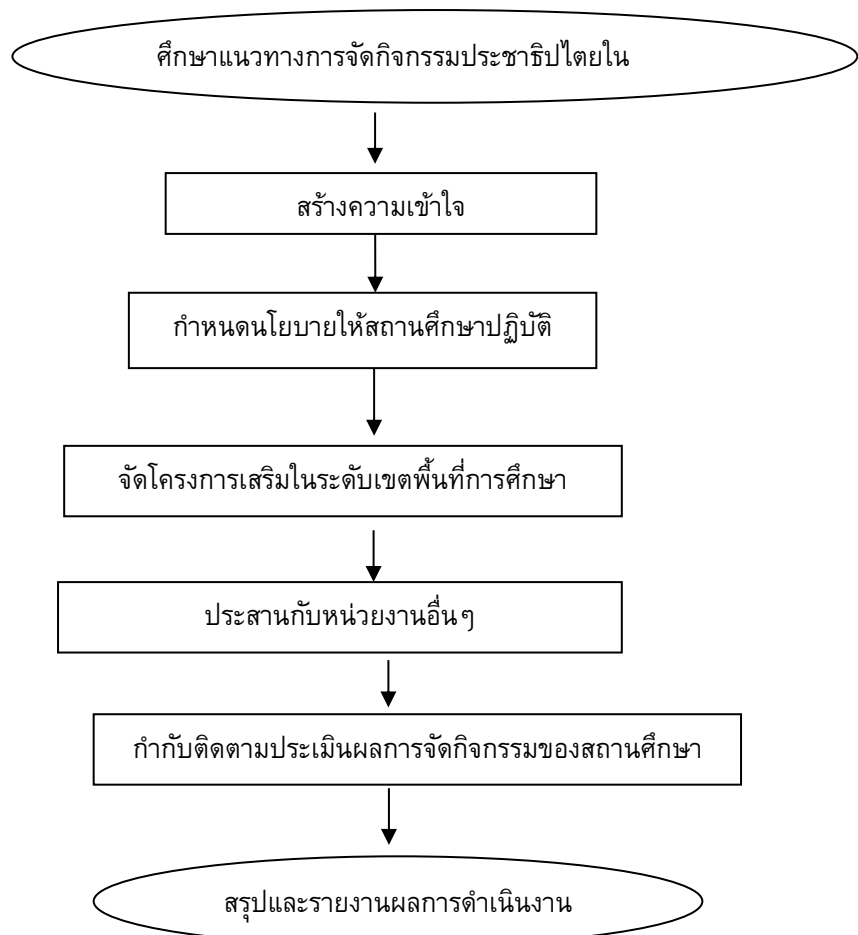 ศึกษาแนวทางการจัดกิจกรรมประชาธิปไตยใน
สร้างความเข้าใจ
กำหนดนโยบายให้สถานศึกษาปฏิบัติ
จัดโครงการเสริมในระดับเขตพื้นที่การศึกษา
ประสานกับหน่วยงานอื่นๆ
กำกับติดตามประเมินผลการจัดกิจกรรมของสถานศึกษา
สรุปและรายงานผลการดำเนินงาน